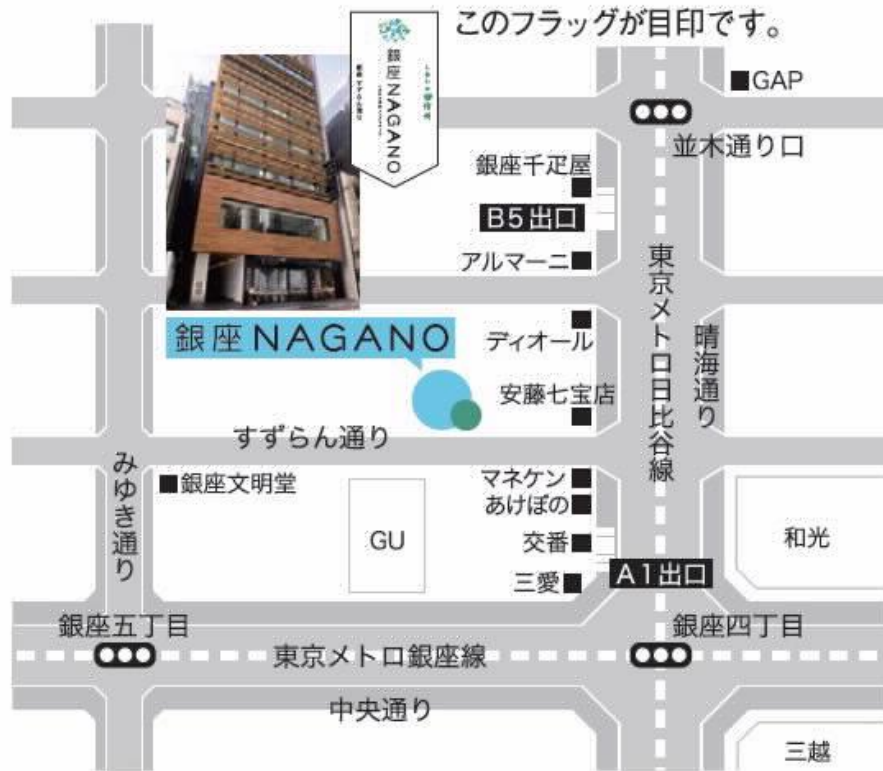 このフラッグが目印です。
銀座NAGANO
GAP
並木通り口
銀座千疋屋
B5出口
アルマーニ
東京メトロ日比谷線
晴海通り
銀座NAGANO
ディオール
安藤七宝店
すずらん通り
みゆき通り
銀座文明堂
マネケン
あけぼの
GU
交番
和光
三愛
A1出口
銀座五丁目
銀座四丁目
東京メトロ銀座線
中央通り
三越